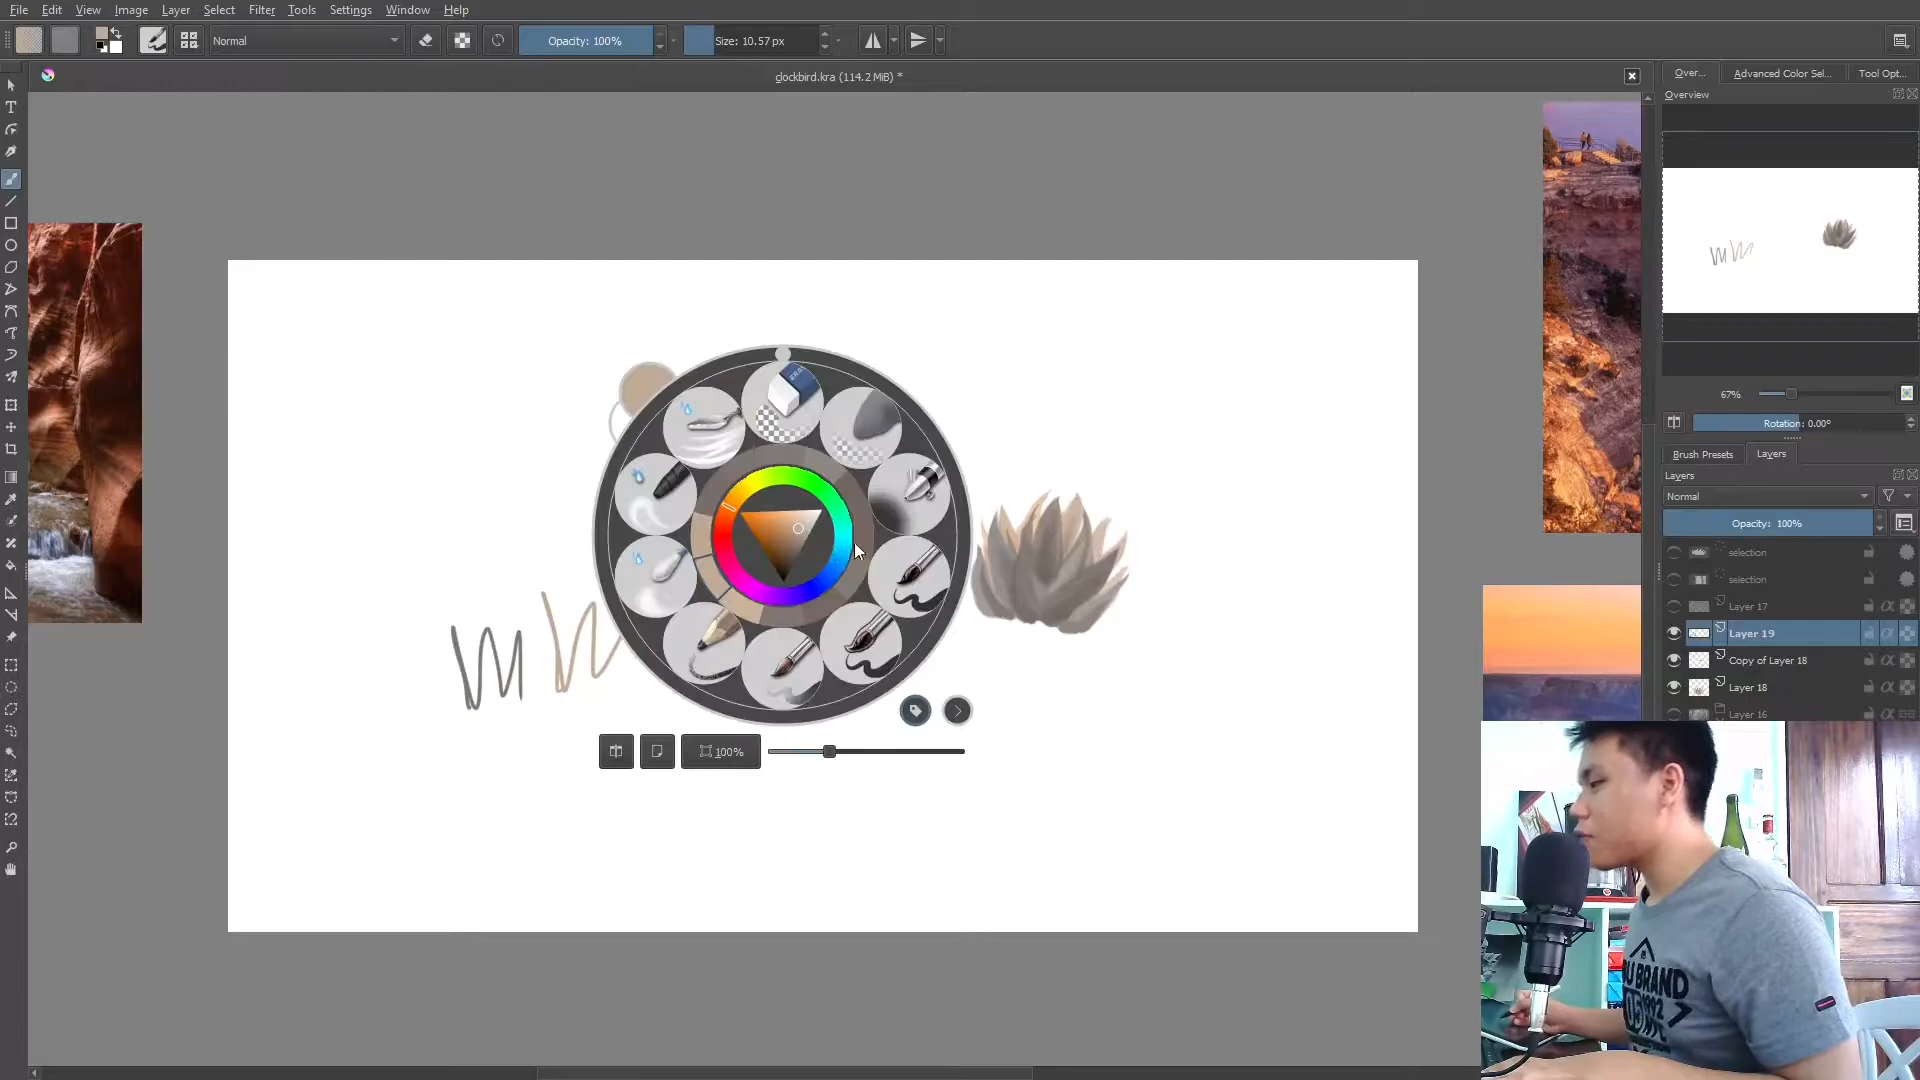 File Edit View Image Layer Select Filter Tools Settings Window Help
Normal Opacity: 100% Size: 10.57 px
clockbird.kra (114.2 MiB) *
Over... Advanced Color Sel... Tool Opt...
Overview
67%
Rotation: 0.00°
Brush Presets Layers
Layers
Normal
Opacity: 100%
selection
selection
Layer 17
Layer 19
Copy of Layer 18
Layer 18
Layer 16
100%
BRAND
1992